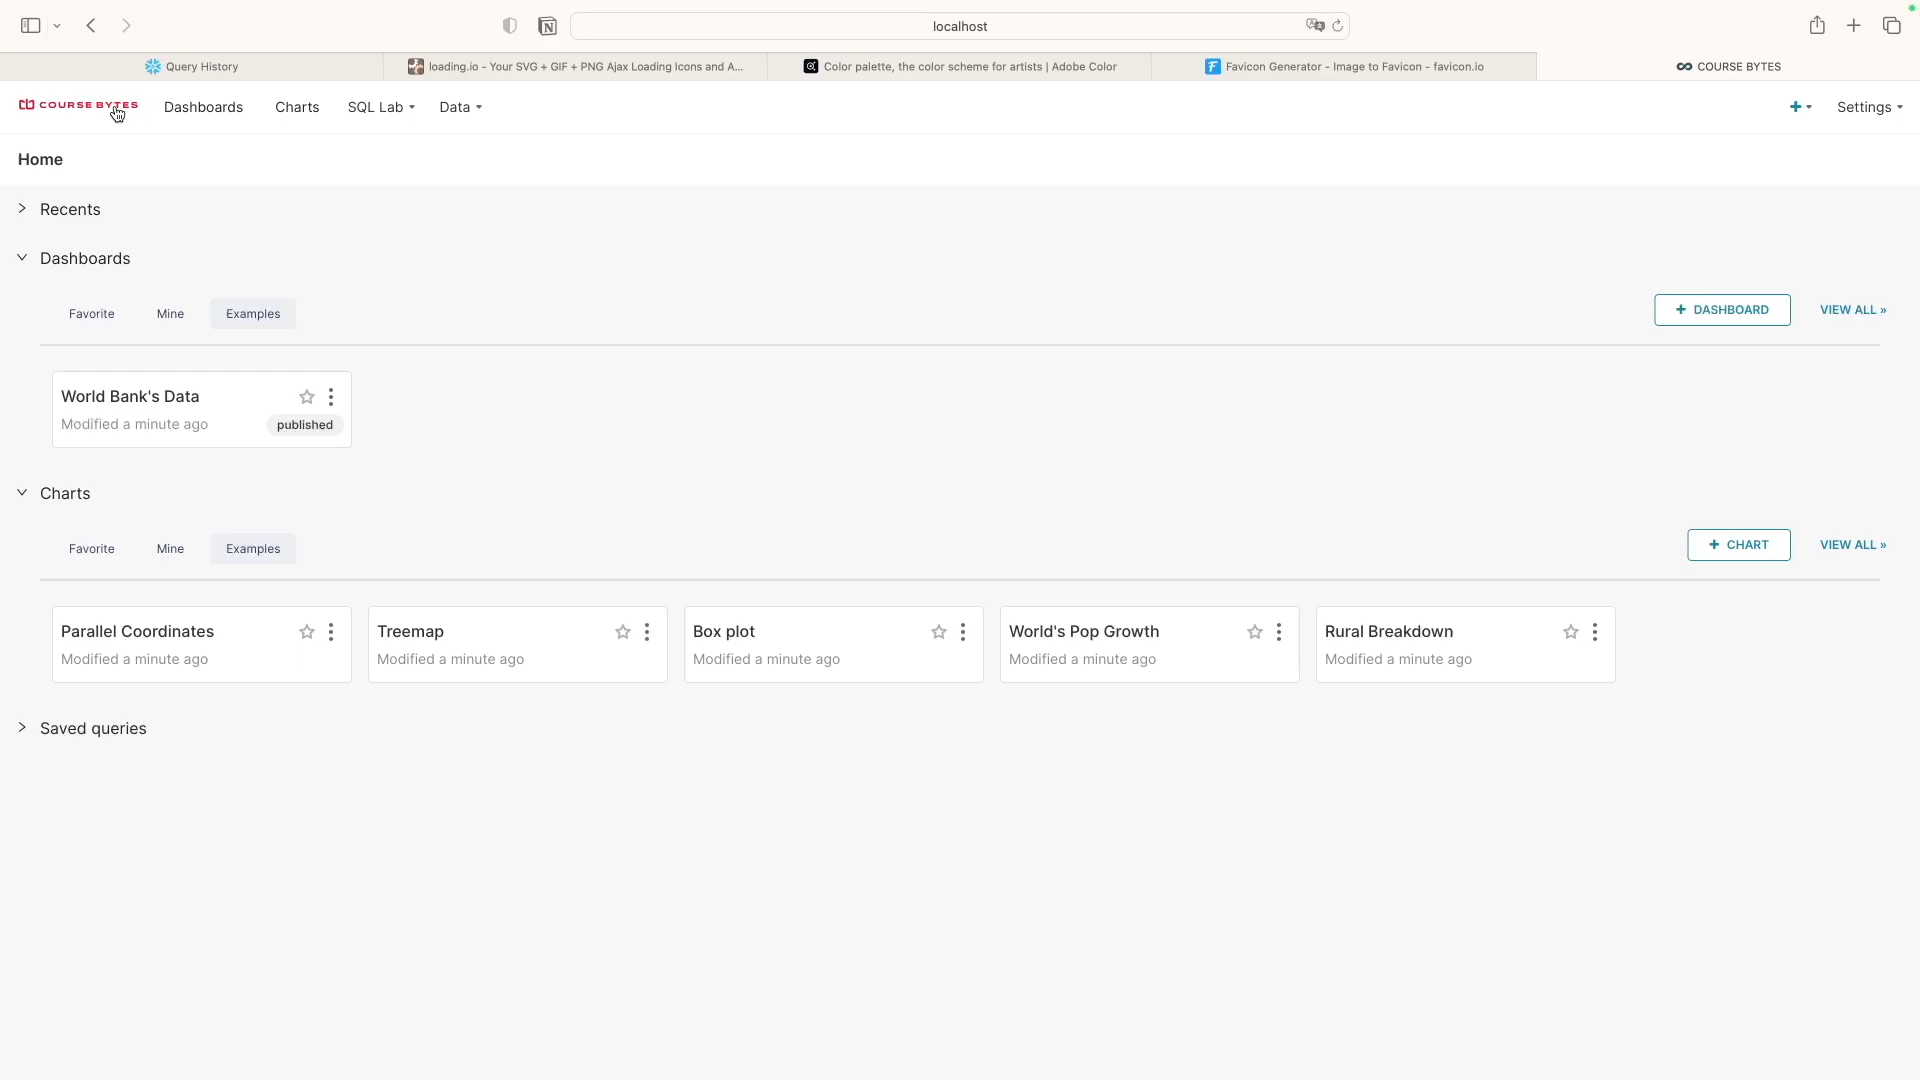 localhost
Query History
loading.io - Your SVG + GIF + PNG Ajax Loading Icons and A...
Color palette, the color scheme for artists | Adobe Color
Favicon Generator - Image to Favicon - favicon.io
COURSE BYTES
COURSE BYTES
Dashboards
Charts
SQL Lab
Data
Settings
Home
Recents
Dashboards
Favorite
Mine
Examples
+ DASHBOARD
VIEW ALL »
World Bank's Data
Modified a minute ago
published
Charts
Favorite
Mine
Examples
+ CHART
VIEW ALL »
Parallel Coordinates
Modified a minute ago
Treemap
Modified a minute ago
Box plot
Modified a minute ago
World's Pop Growth
Modified a minute ago
Rural Breakdown
Modified a minute ago
Saved queries